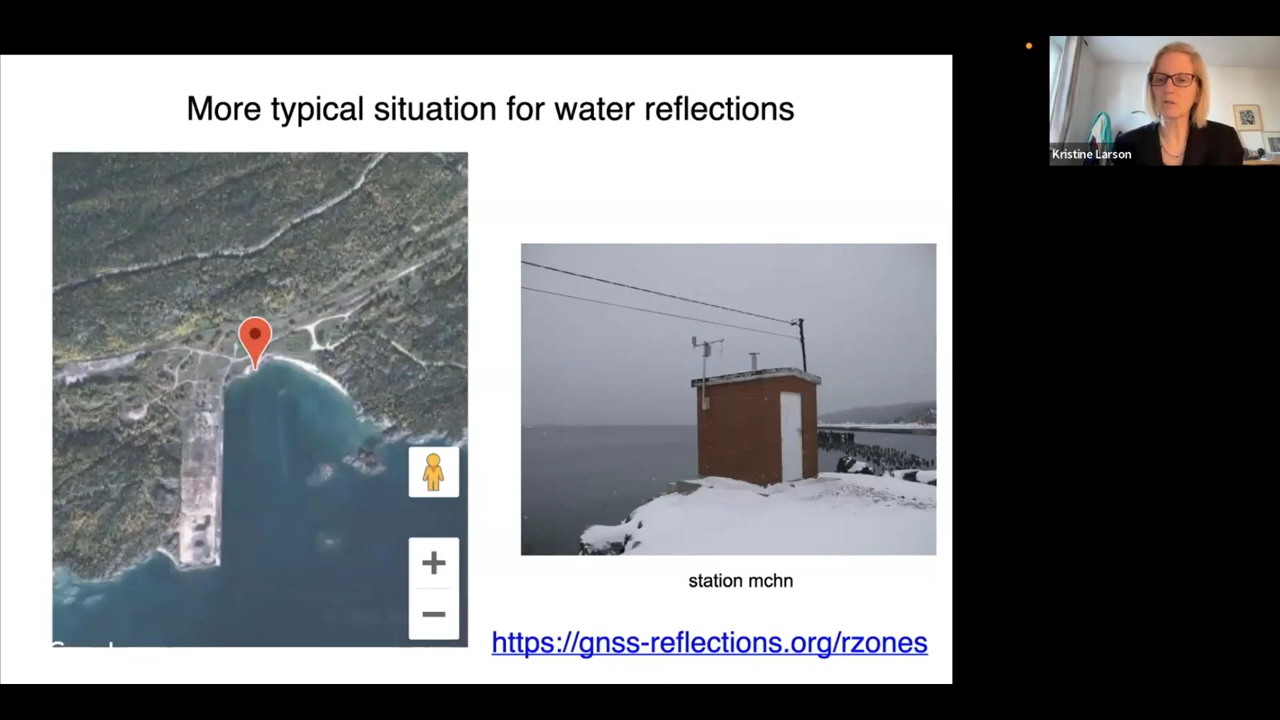 More typical situation for water reflections
Kristine Larson
station mchn
https://gnss-reflections.org/rzones